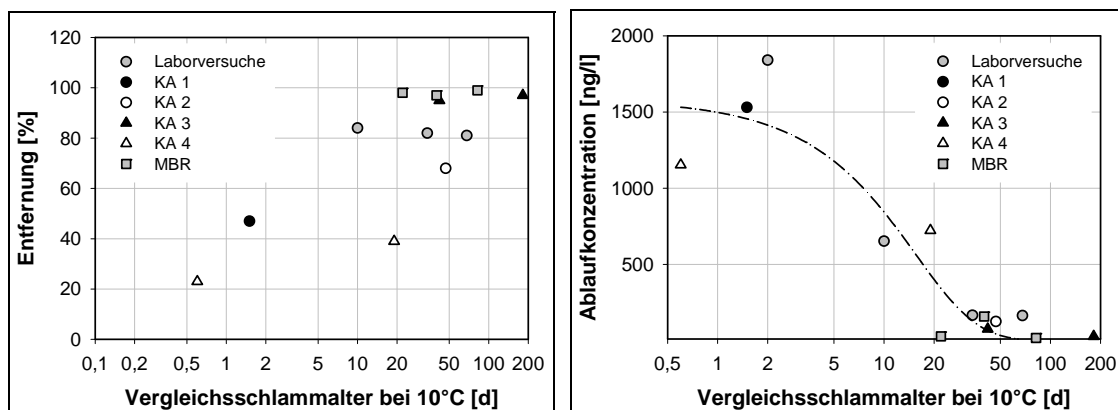 Entfernung [%]
120
100
80
60
40
20
0
Laborversuche
KA 1
KA 2
KA 3
KA 4
MBR
0,1 0,2 0,5 1 2 5 10 20 50 100 200
Vergleichsschlammalter bei 10°C [d]
Ablaufkonzentration [ng/l]
2000
1500
1000
500
Laborversuche
KA 1
KA 2
KA 3
KA 4
MBR
0,5 1 2 5 10 20 50 100 200
Vergleichsschlammalter bei 10°C [d]